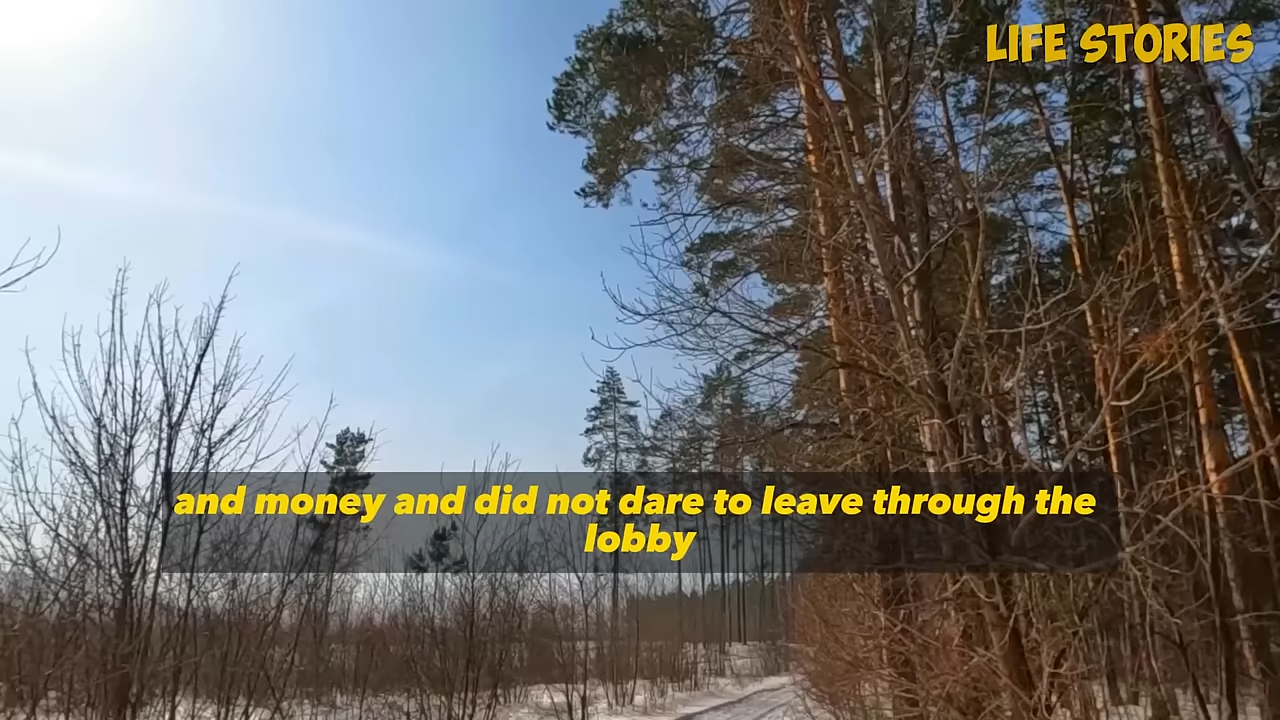 LIFE STORIES
and money and did not dare to leave through the
lobby